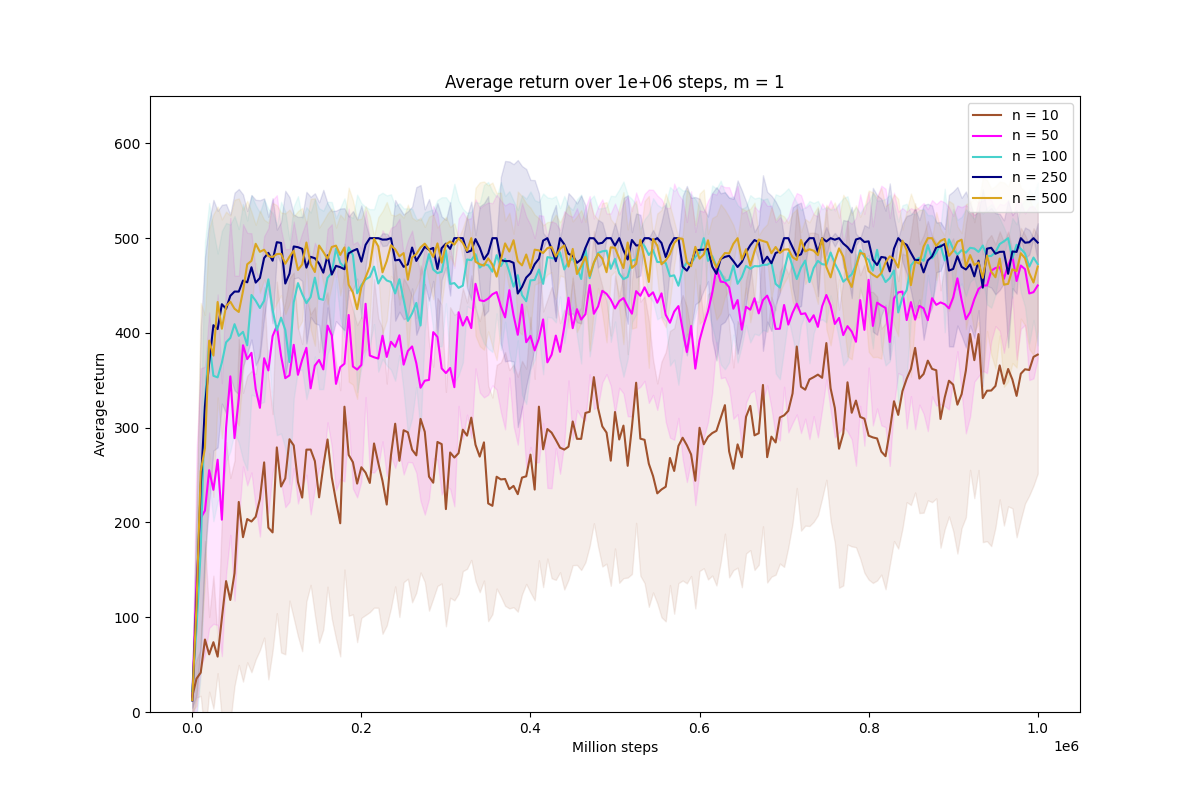 Average return over 1e+06 steps, m = 1
n = 10
n = 50
n = 100
n = 250
n = 500
Average return
600
500
400
300
200
100
0
0.0
0.2
0.4
0.6
0.8
1.0
1e6
Million steps